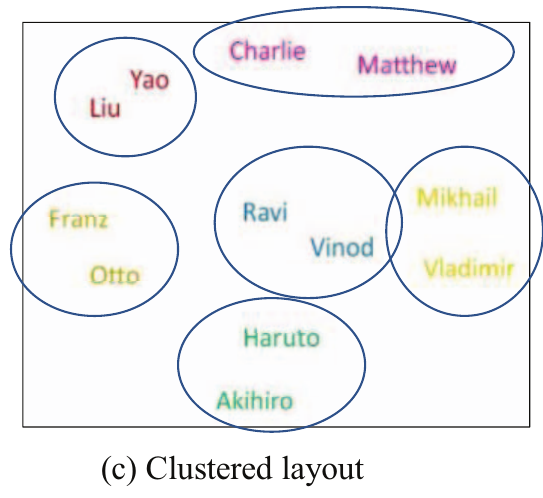 Charlie
Matthew
Yao
Liu
Franz
Otto
Ravi
Vinod
Mikhail
Vladimir
Haruto
Akihiro
(c) Clustered layout